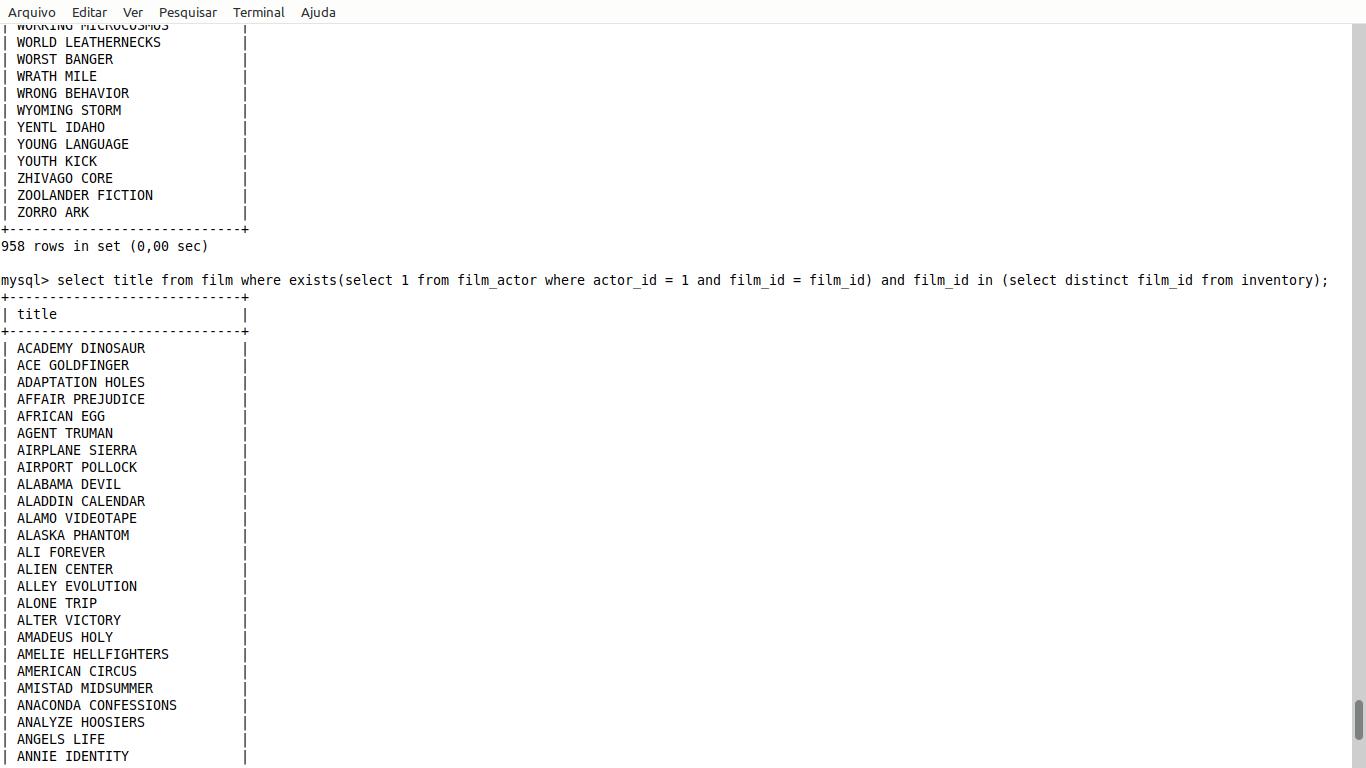 Arquivo Editar Ver Pesquisar Terminal Ajuda
| WORKING MICROCOSMOS |
| WORLD LEATHERNECKS |
| WORST BANGER |
| WRATH MILE |
| WRONG BEHAVIOR |
| WYOMING STORM |
| YENTL IDAHO |
| YOUNG LANGUAGE |
| YOUTH KICK |
| ZHIVAGO CORE |
| ZOOLANDER FICTION |
| ZORRO ARK |
+-----------------------------+
958 rows in set (0,00 sec)
mysql> select title from film where exists(select 1 from film_actor where actor_id = 1 and film_id = film_id) and film_id in (select distinct film_id from inventory);
+-----------------------------+
| title |
+-----------------------------+
| ACADEMY DINOSAUR |
| ACE GOLDFINGER |
| ADAPTATION HOLES |
| AFFAIR PREJUDICE |
| AFRICAN EGG |
| AGENT TRUMAN |
| AIRPLANE SIERRA |
| AIRPORT POLLOCK |
| ALABAMA DEVIL |
| ALADDIN CALENDAR |
| ALAMO VIDEOTAPE |
| ALASKA PHANTOM |
| ALI FOREVER |
| ALIEN CENTER |
| ALLEY EVOLUTION |
| ALONE TRIP |
| ALTER VICTORY |
| AMADEUS HOLY |
| AMELIE HELLFIGHTERS |
| AMERICAN CIRCUS |
| AMISTAD MIDSUMMER |
| ANACONDA CONFESSIONS |
| ANALYZE HOOSIERS |
| ANGELS LIFE |
| ANNIE IDENTITY |